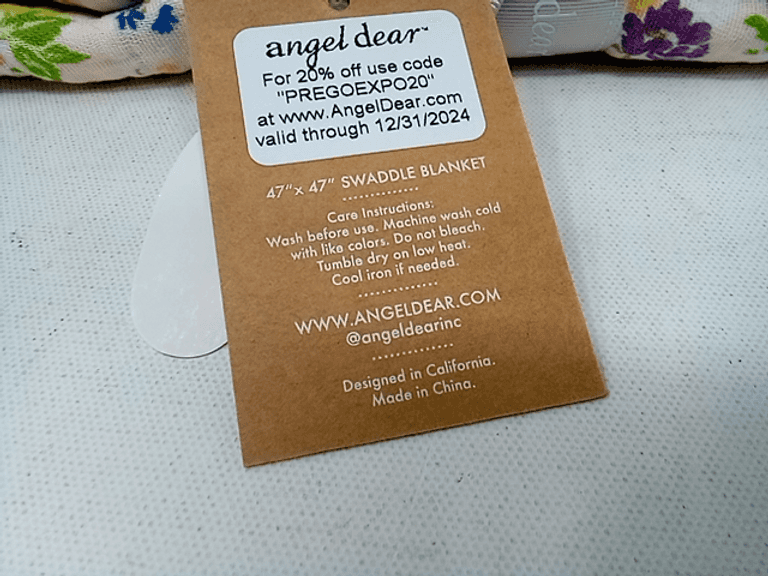 angel dear™
For 20% off use code
"PREGOEXPO20"
at www.AngelDear.com
valid through 12/31/2024
47"x 47" SWADDLE BLANKET
Care Instructions:
Wash before use. Machine wash cold
with like colors. Do not bleach.
Tumble dry on low heat.
Cool iron if needed.
WWW.ANGELDEAR.COM
@angeldearinc
Designed in California.
Made in China.